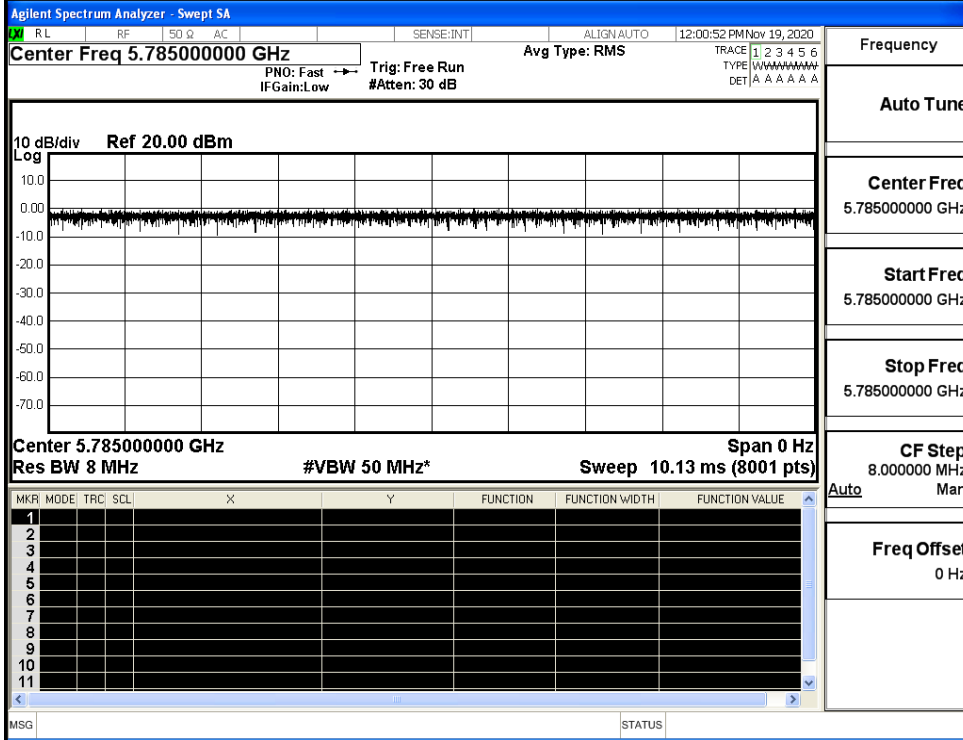 Agilent Spectrum Analyzer - Swept SA
LXI RL RF 50 Ω AC SENSE:INT ALIGN AUTO 12:00:52 PM Nov 19, 2020
Center Freq 5.785000000 GHz Avg Type: RMS TRACE 1 2 3 4 5 6
PNO: Fast Trig: Free Run TYPE WWWWWW
IFGain:Low #Atten: 30 dB DET A A A A A A
10 dB/div Ref 20.00 dBm
Log
10.0
0.00
-10.0
-20.0
-30.0
-40.0
-50.0
-60.0
-70.0
Center 5.785000000 GHz Span 0 Hz
Res BW 8 MHz #VBW 50 MHz* Sweep 10.13 ms (8001 pts)
MKR MODE TRC SCL X Y FUNCTION FUNCTION WIDTH FUNCTION VALUE
1
2
3
4
5
6
7
8
9
10
11
MSG STATUS
Frequency
Auto Tune
Center Freq
5.785000000 GHz
Start Freq
5.785000000 GHz
Stop Freq
5.785000000 GHz
CF Step
8.000000 MHz
Auto Man
Freq Offset
0 Hz